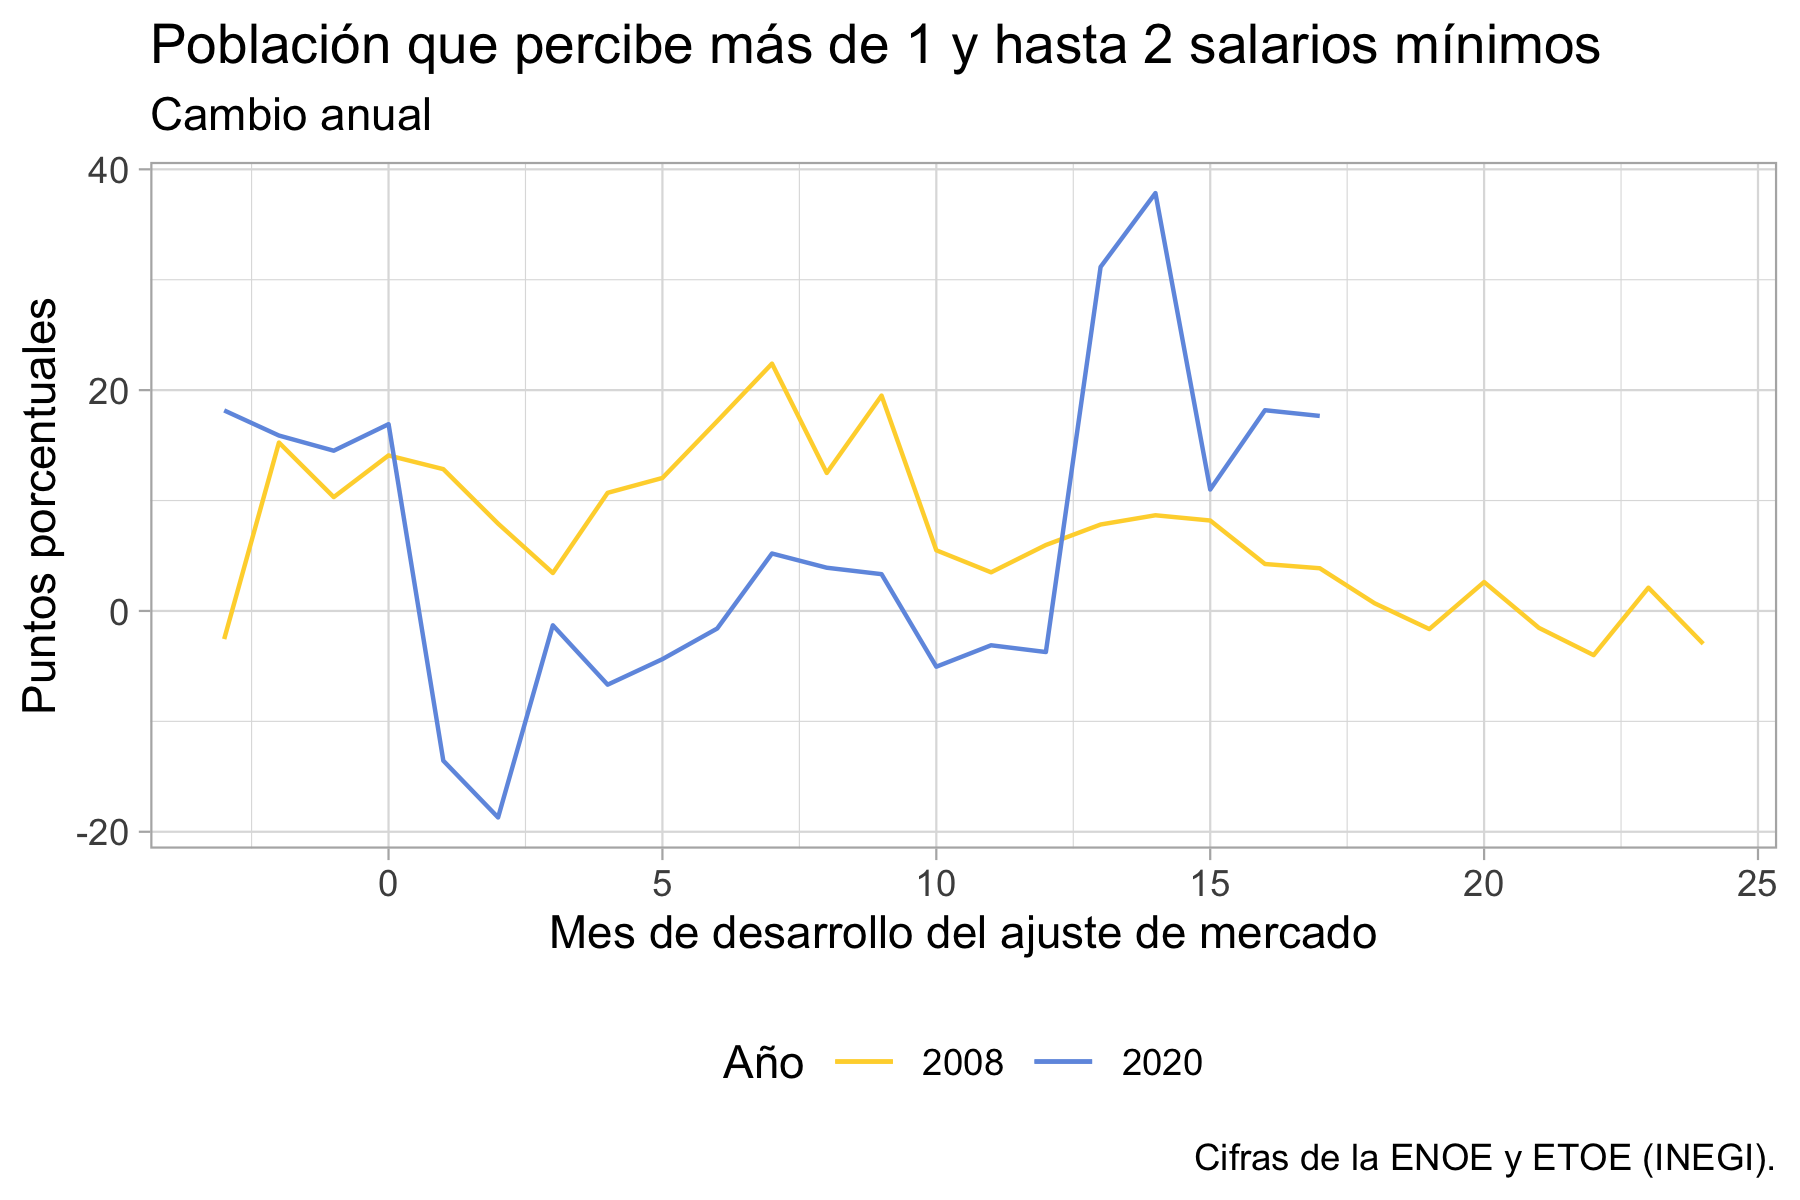 Población que percibe más de 1 y hasta 2 salarios mínimos
Cambio anual
Puntos porcentuales
40
20
0
-20
0 5 10 15 20 25
Mes de desarrollo del ajuste de mercado
Año 2008 2020
Cifras de la ENOE y ETOE (INEGI).